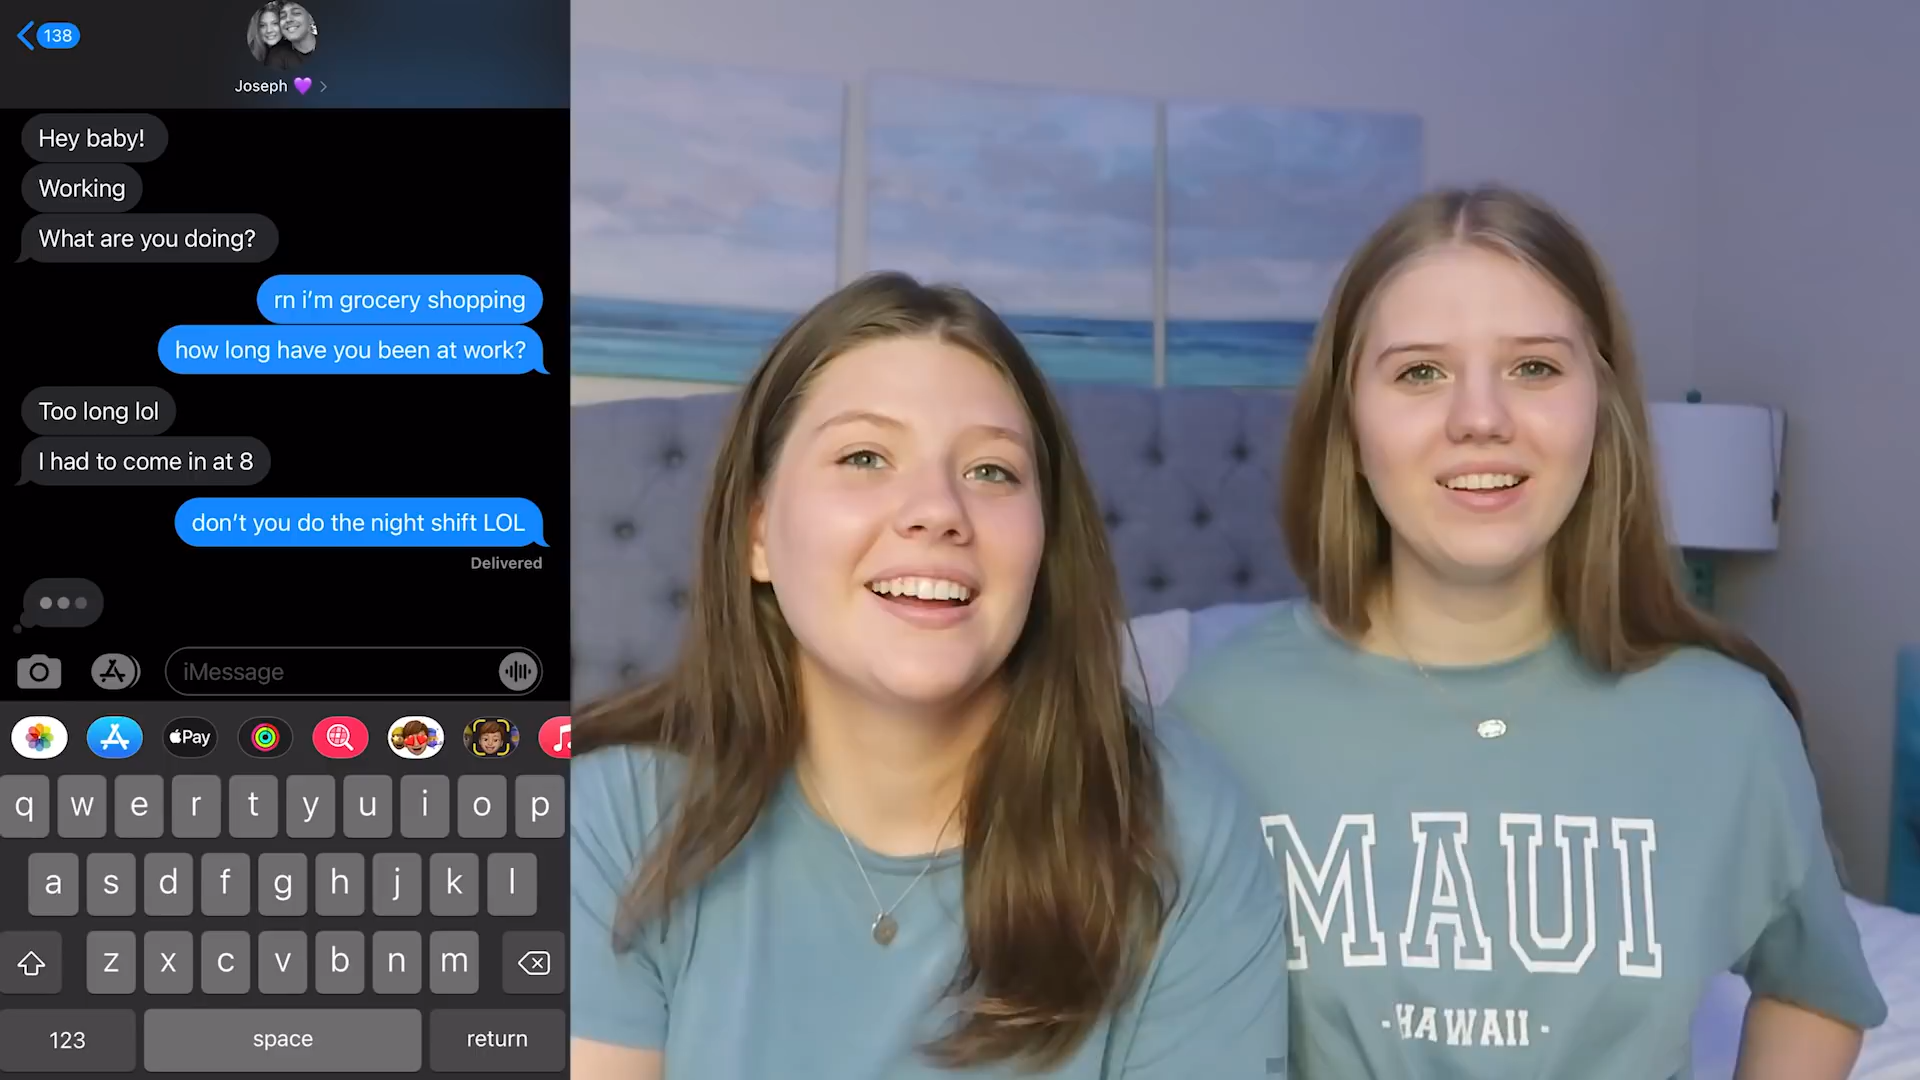 138
Joseph 💜 >
Hey baby!
Working
What are you doing?
rn i’m grocery shopping
how long have you been at work?
Too long lol
I had to come in at 8
don’t you do the night shift LOL
Delivered
iMessage
Pay
q w e r t y u i o p
a s d f g h j k l
z x c v b n m
123 space return
MAUI
-HAWAII-